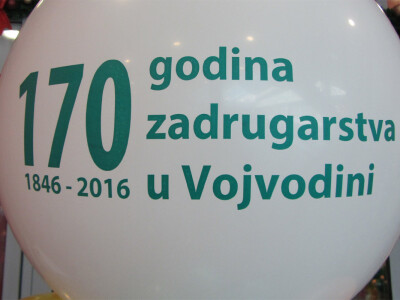 170 godina
zadrugarstva
1846 - 2016 u Vojvodini